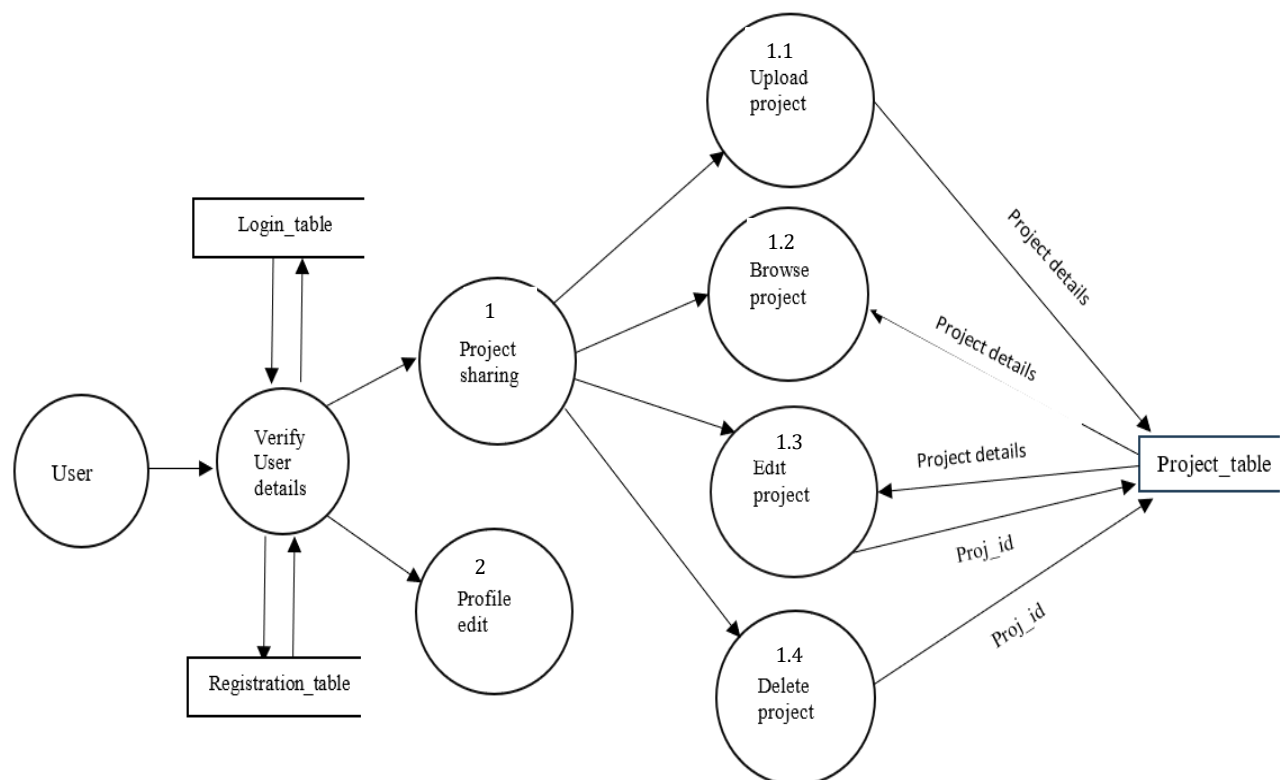 1.1
Upload
project
Project details
Login_table
1.2
Browse
project
Project details
1
Project
sharing
User
Verify
User
details
1.3
Edit
project
Project details
Project_table
Proj_id
2
Profile
edit
Registration_table
1.4
Delete
project
Proj_id